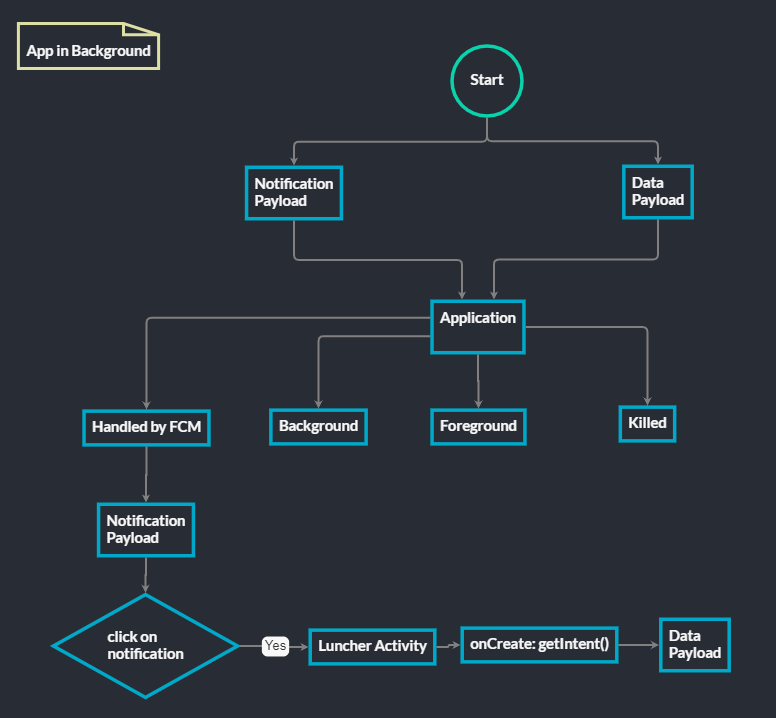 App in Background
Start
Notification
Payload
Data
Payload
Application
Handled by FCM
Background
Foreground
Killed
Notification
Payload
click on
notification
Yes
Luncher Activity
onCreate: getIntent()
Data
Payload